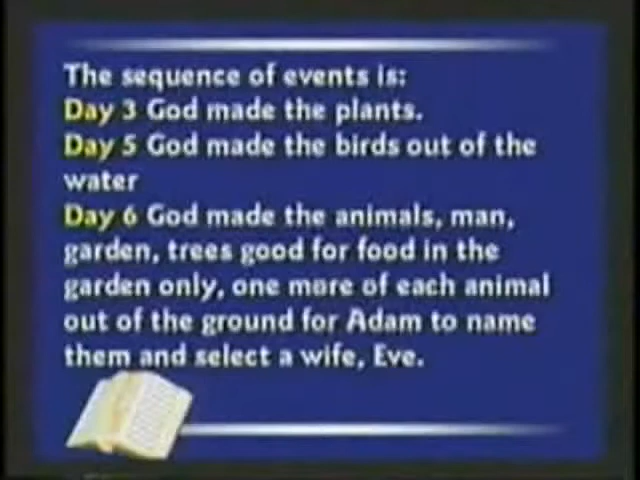 The sequence of events is:
Day 3 God made the plants.
Day 5 God made the birds out of the
water
Day 6 God made the animals, man,
garden, trees good for food in the
garden only, one more of each animal
out of the ground for Adam to name
them and select a wife, Eve.